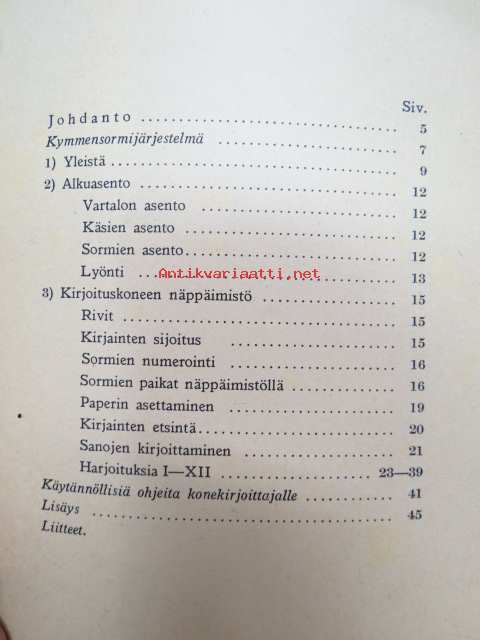 Siv.
Johdanto 5
Kymmensormijärjestelmä 7
1) Yleistä 9
2) Alkuasento 12
Vartalon asento 12
Käsien asento 12
Sormien asento 12
Lyönti 13
Antikvariaatti.net
3) Kirjoituskoneen näppäimistö 15
Rivit 15
Kirjainten sijoitus 15
Sormien numerointi 16
Sormien paikat näppäimistöllä 16
Paperin asettaminen 19
Kirjainten etsintä 20
Sanojen kirjoittaminen 21
Harjoituksia I—XII 23—39
Käytännöllisiä ohjeita konekirjoittajalle 41
Lisäys 45
Liitteet.